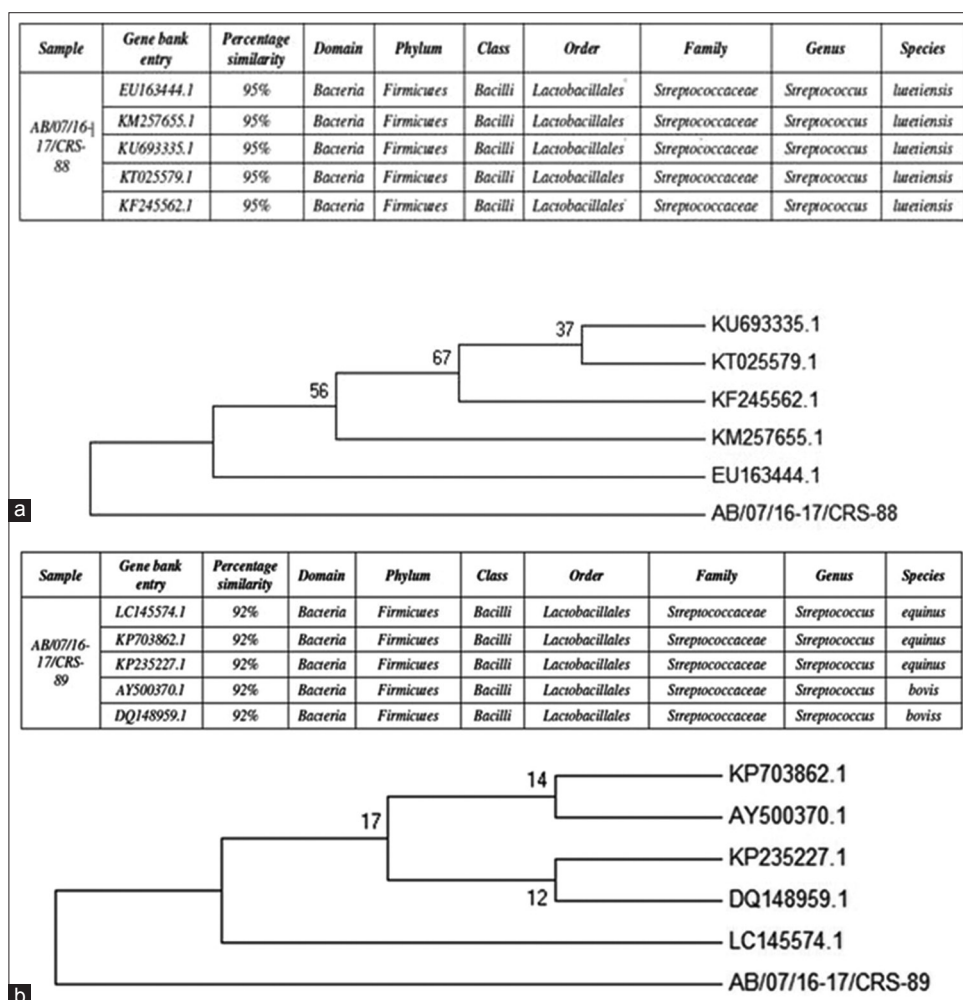 Sample Gene bank entry Percentage similarity Domain Phylum Class Order Family Genus Species
AB/07/16-17/CRS-88
EU163444.1 95% Bacteria Firmicutes Bacilli Lactobacillales Streptococcaceae Streptococcus lutetiensis
KM257655.1 95% Bacteria Firmicutes Bacilli Lactobacillales Streptococcaceae Streptococcus lutetiensis
KU693335.1 95% Bacteria Firmicutes Bacilli Lactobacillales Streptococcaceae Streptococcus lutetiensis
KT025579.1 95% Bacteria Firmicutes Bacilli Lactobacillales Streptococcaceae Streptococcus lutetiensis
KF245562.1 95% Bacteria Firmicutes Bacilli Lactobacillales Streptococcaceae Streptococcus lutetiensis
37 KU693335.1
KT025579.1
67
KF245562.1
56
KM257655.1
EU163444.1
AB/07/16-17/CRS-88
a
Sample Gene bank entry Percentage similarity Domain Phylum Class Order Family Genus Species
AB/07/16-17/CRS-89
LC145574.1 92% Bacteria Firmicutes Bacilli Lactobacillales Streptococcaceae Streptococcus equinus
KP703862.1 92% Bacteria Firmicutes Bacilli Lactobacillales Streptococcaceae Streptococcus equinus
KP235227.1 92% Bacteria Firmicutes Bacilli Lactobacillales Streptococcaceae Streptococcus equinus
AY500370.1 92% Bacteria Firmicutes Bacilli Lactobacillales Streptococcaceae Streptococcus bovis
DQ148959.1 92% Bacteria Firmicutes Bacilli Lactobacillales Streptococcaceae Streptococcus boviss
14 KP703862.1
AY500370.1
17
KP235227.1
12 DQ148959.1
LC145574.1
AB/07/16-17/CRS-89
b